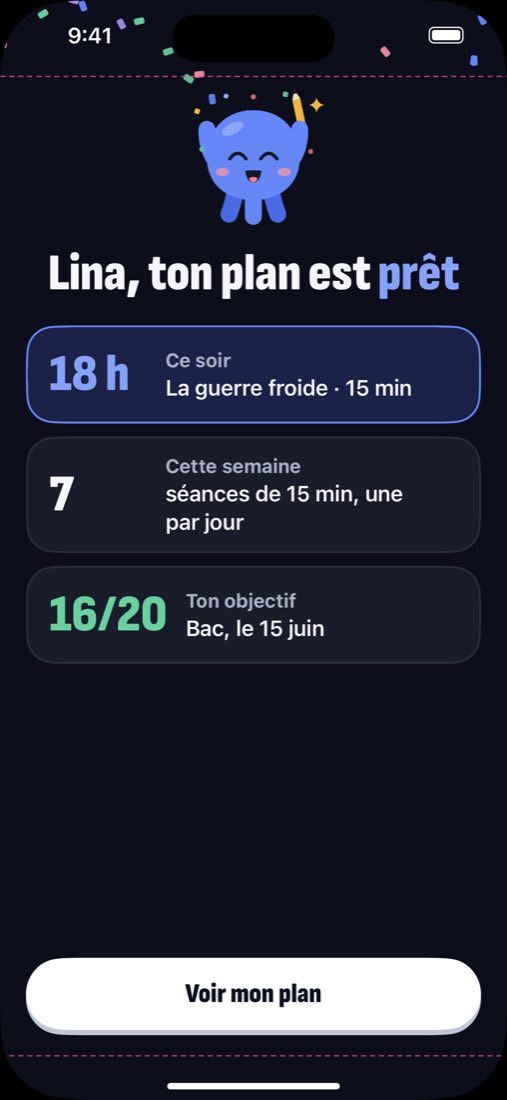 9:41
Lina, ton plan est prêt
18 h
Ce soir
La guerre froide · 15 min
7
Cette semaine
séances de 15 min, une
par jour
16/20
Ton objectif
Bac, le 15 juin
Voir mon plan